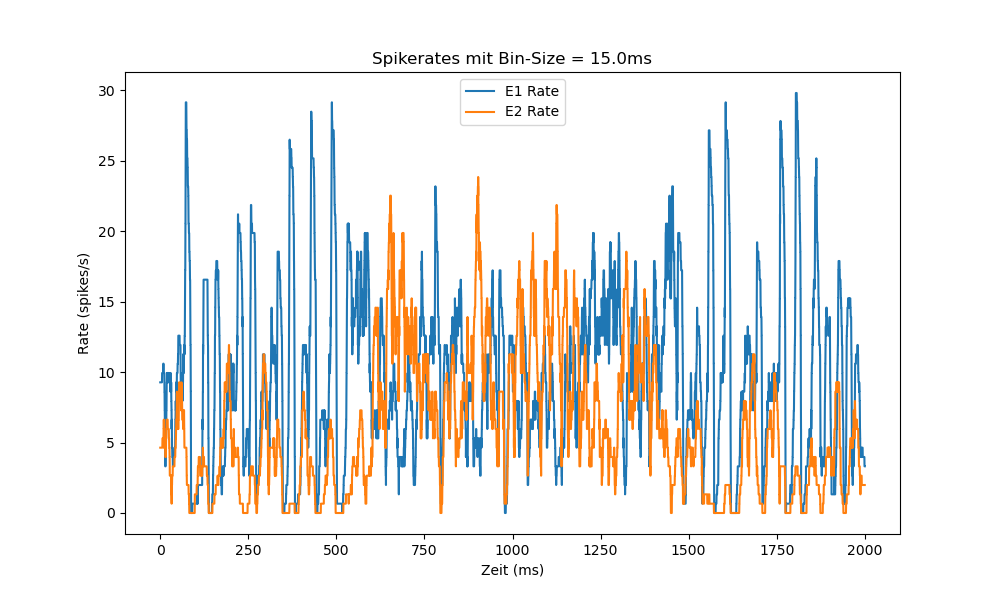 Spikerates mit Bin-Size = 15.0ms
E1 Rate
E2 Rate
30
25
20
15
10
5
0
Rate (spikes/s)
0 250 500 750 1000 1250 1500 1750 2000
Zeit (ms)